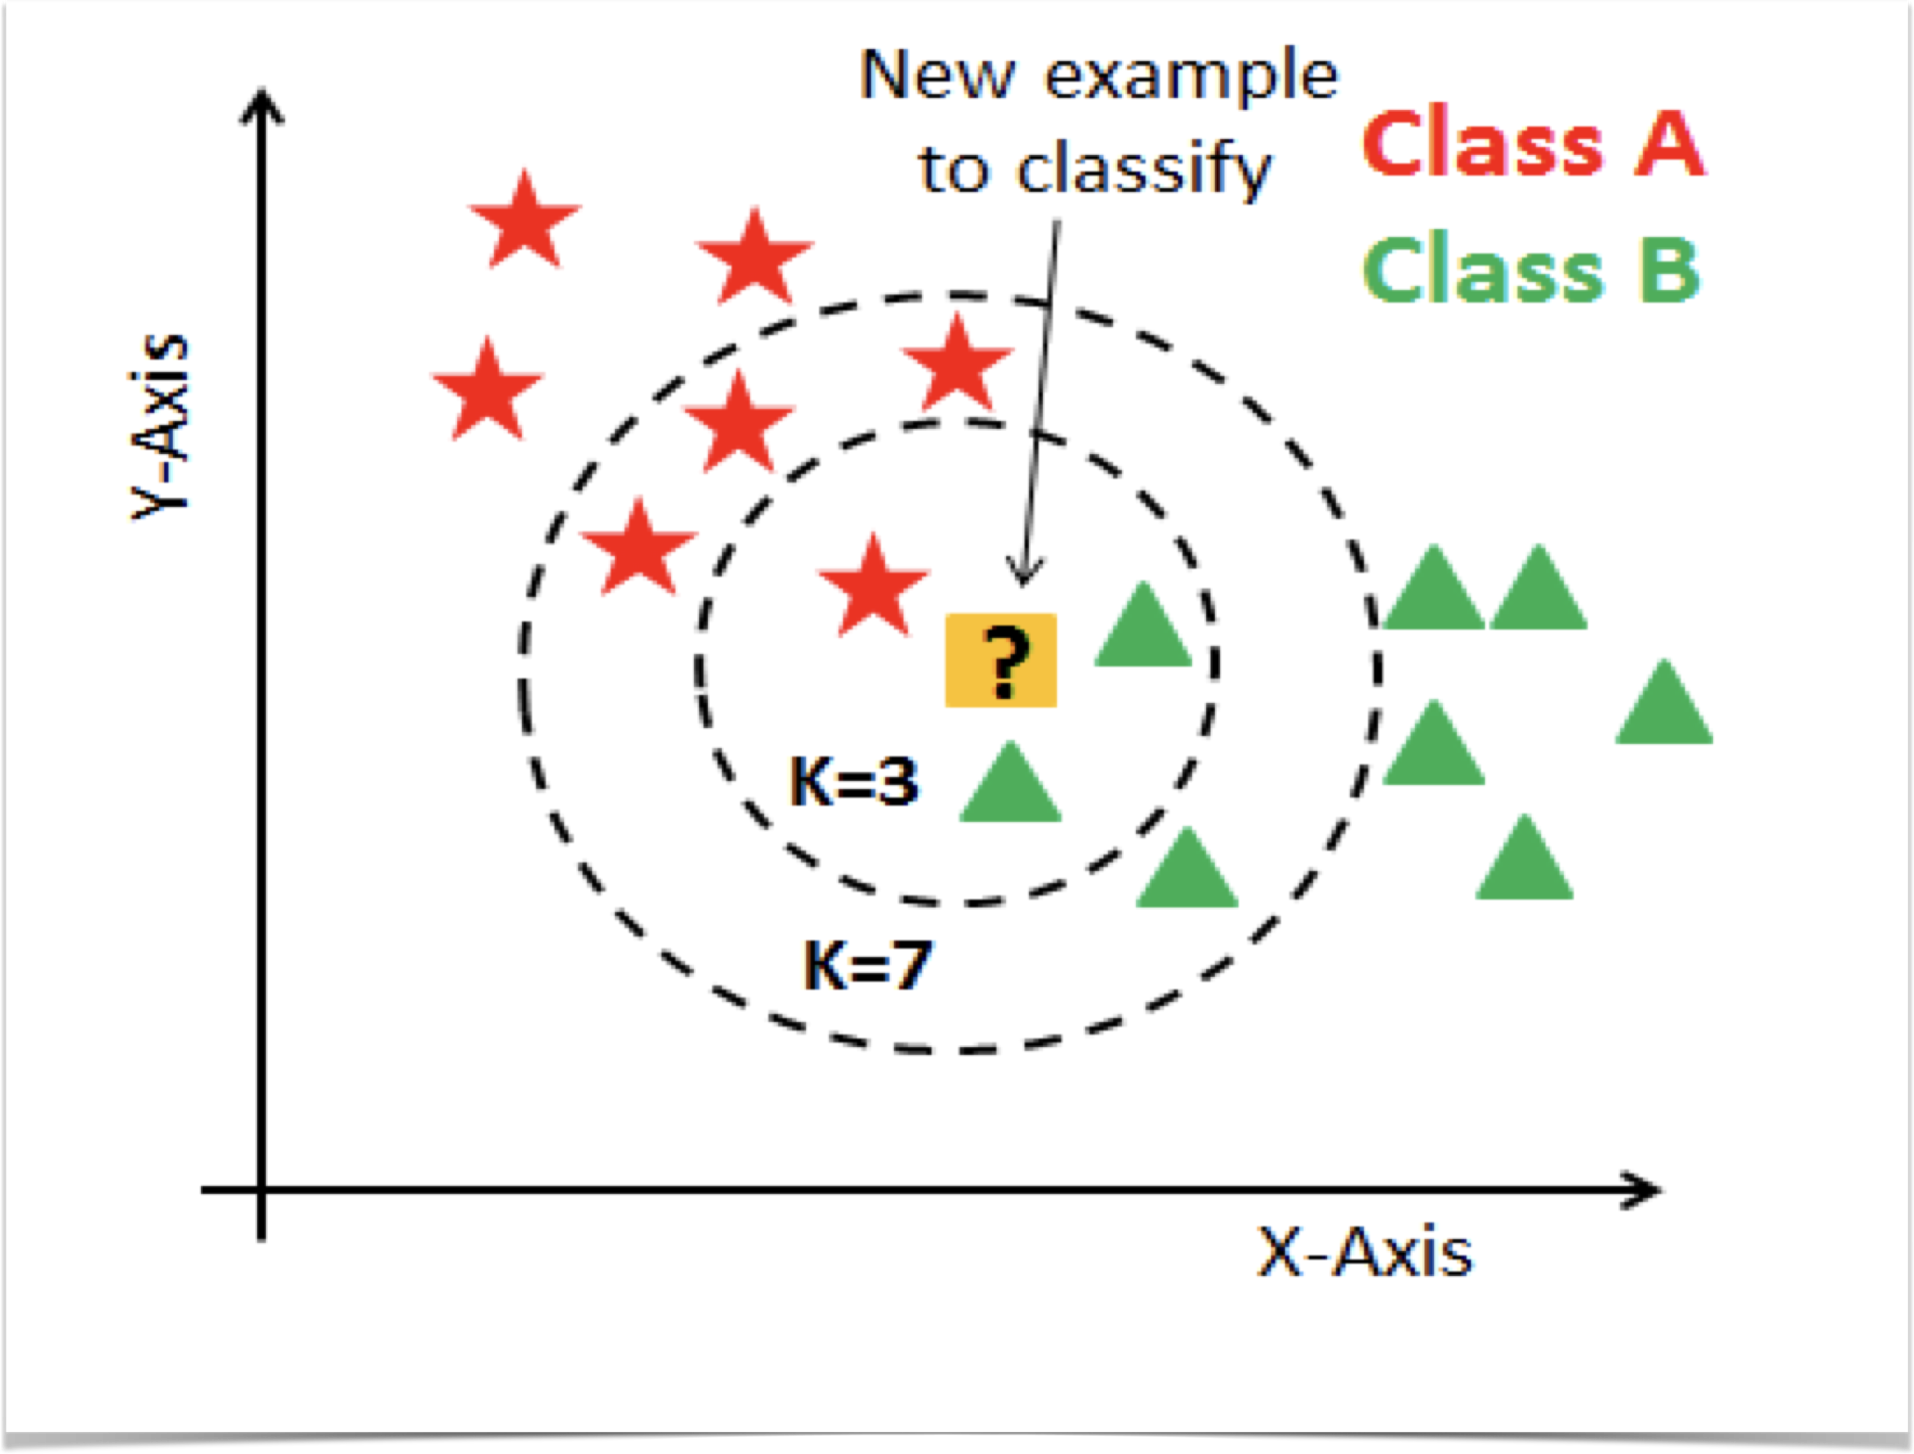 New example
to classify
Class A
Class B
Y-Axis
?
K=3
K=7
X-Axis